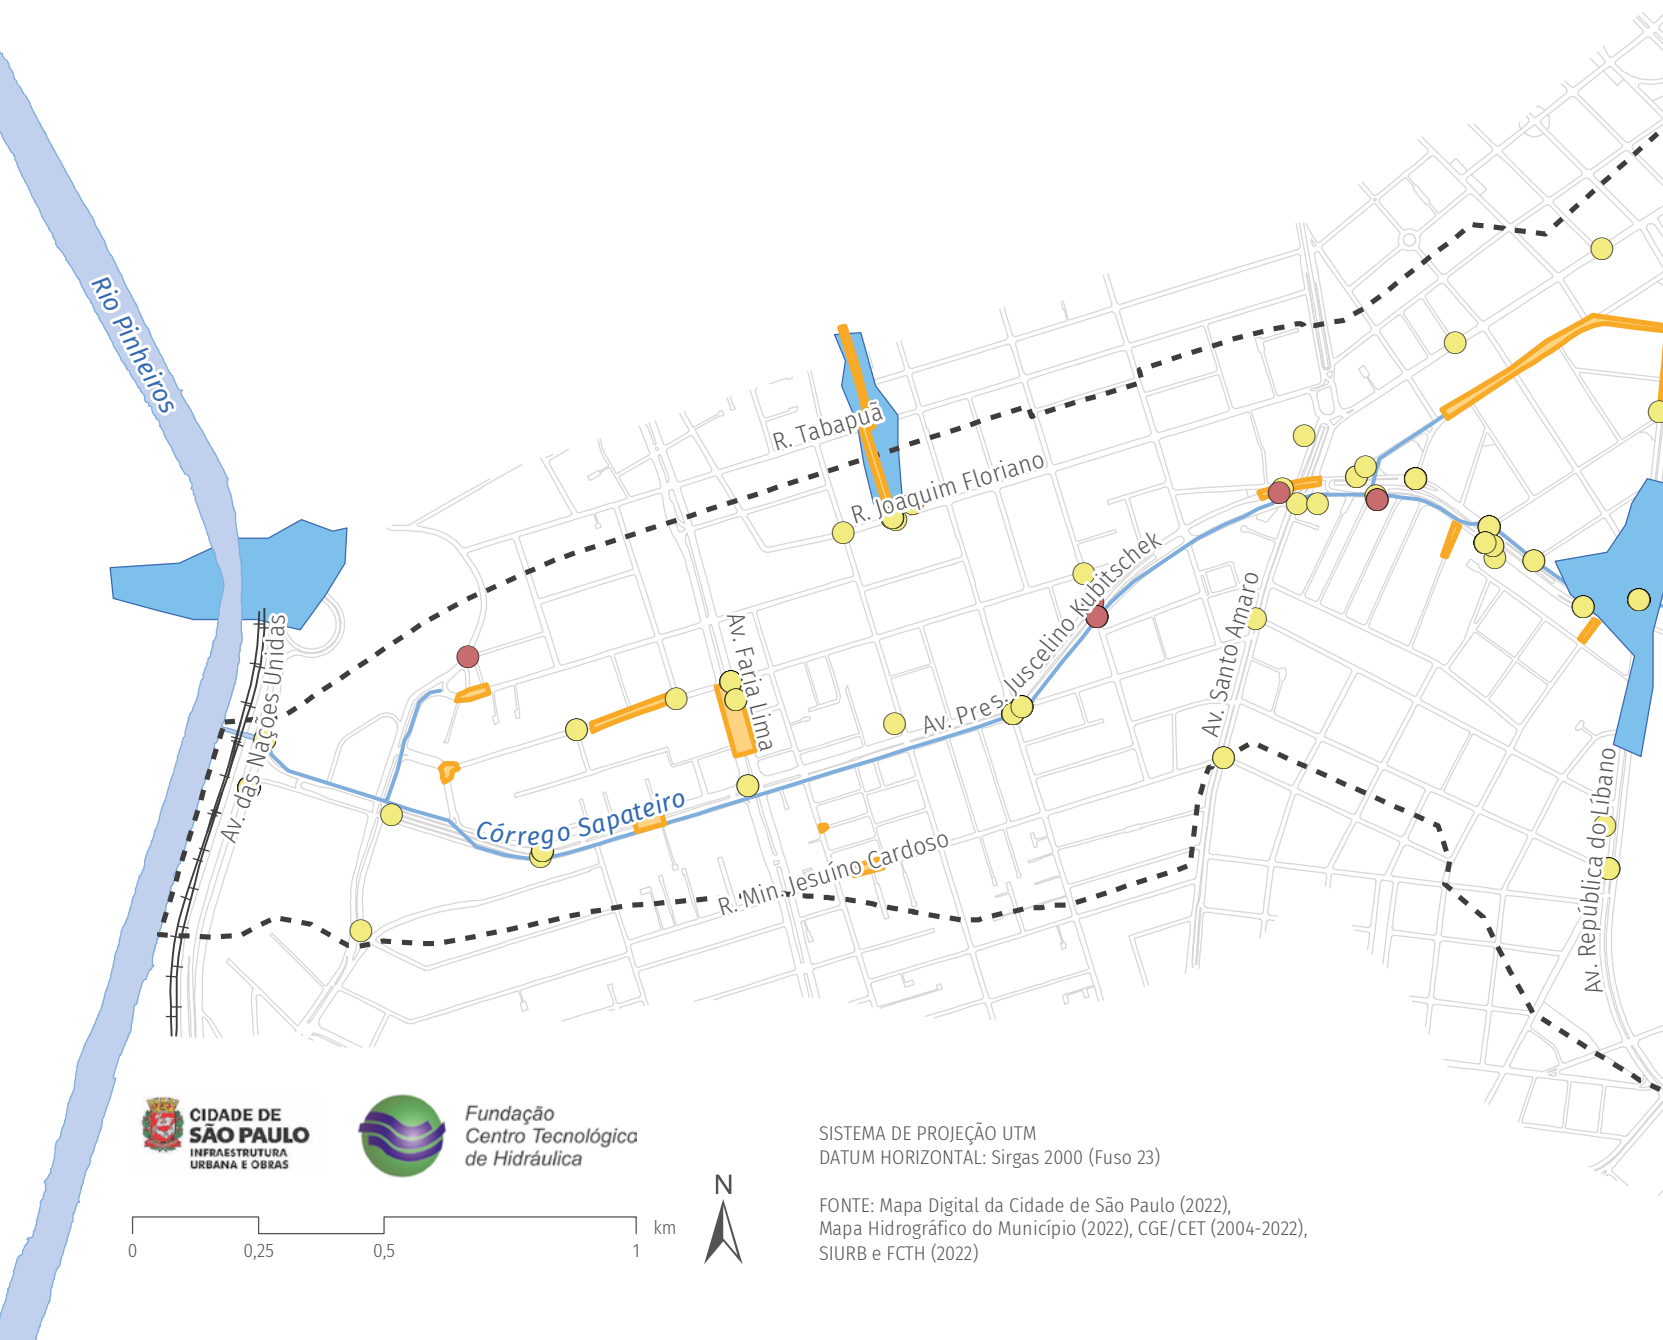 Rio Pinheiros
R. Tabapuã
R. Joaquim Floriano
Av. Pres. Juscelino Kubitschek
Av. Santo Amaro
Av. Faria Lima
Av. das Nações Unidas
Córrego Sapateiro
R. Min. Jesuíno Cardoso
Av. República do Líbano
CIDADE DE
SÃO PAULO
INFRAESTRUTURA
URBANA E OBRAS
Fundação
Centro Tecnológico
de Hidráulica
N
0 0,25 0,5 1 km
SISTEMA DE PROJEÇÃO UTM
DATUM HORIZONTAL: Sirgas 2000 (Fuso 23)
FONTE: Mapa Digital da Cidade de São Paulo (2022),
Mapa Hidrográfico do Município (2022), CGE/CET (2004-2022),
SIURB e FCTH (2022)